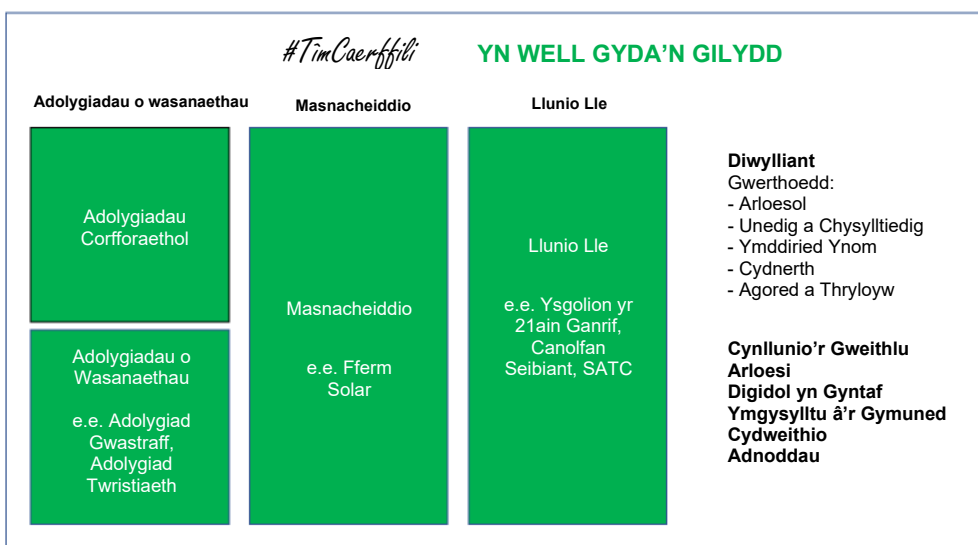 #TîmCaerffili YN WELL GYDA'N GILYDD
Adolygiadau o wasanaethau
Masnacheiddio
Llunio Lle
Adolygiadau
Corfforaethol
Adolygiadau o
Wasanaethau
e.e. Adolygiad
Gwastraff,
Adolygiad
Twristiaeth
Masnacheiddio
e.e. Fferm
Solar
Llunio Lle
e.e. Ysgolion yr
21ain Ganrif,
Canolfan
Seibiant, SATC
Diwylliant
Gwerthoedd:
- Arloesol
- Unedig a Chysylltiedig
- Ymddiried Ynom
- Cydnerth
- Agored a Thryloyw
Cynllunio'r Gweithlu
Arloesi
Digidol yn Gyntaf
Ymgysylltu â'r Gymuned
Cydweithio
Adnoddau